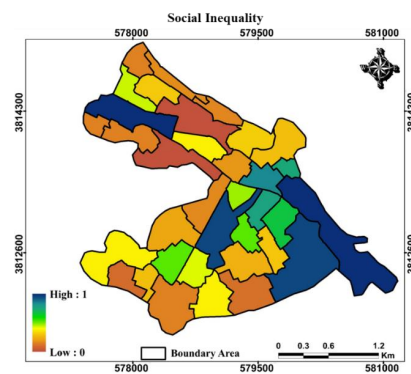 Social Inequality
578000 579500 581000
3814300 3814300
3812600 3812600
High : 1
Low : 0
Boundary Area
0 0.3 0.6 1.2
Km
578000 579500 581000